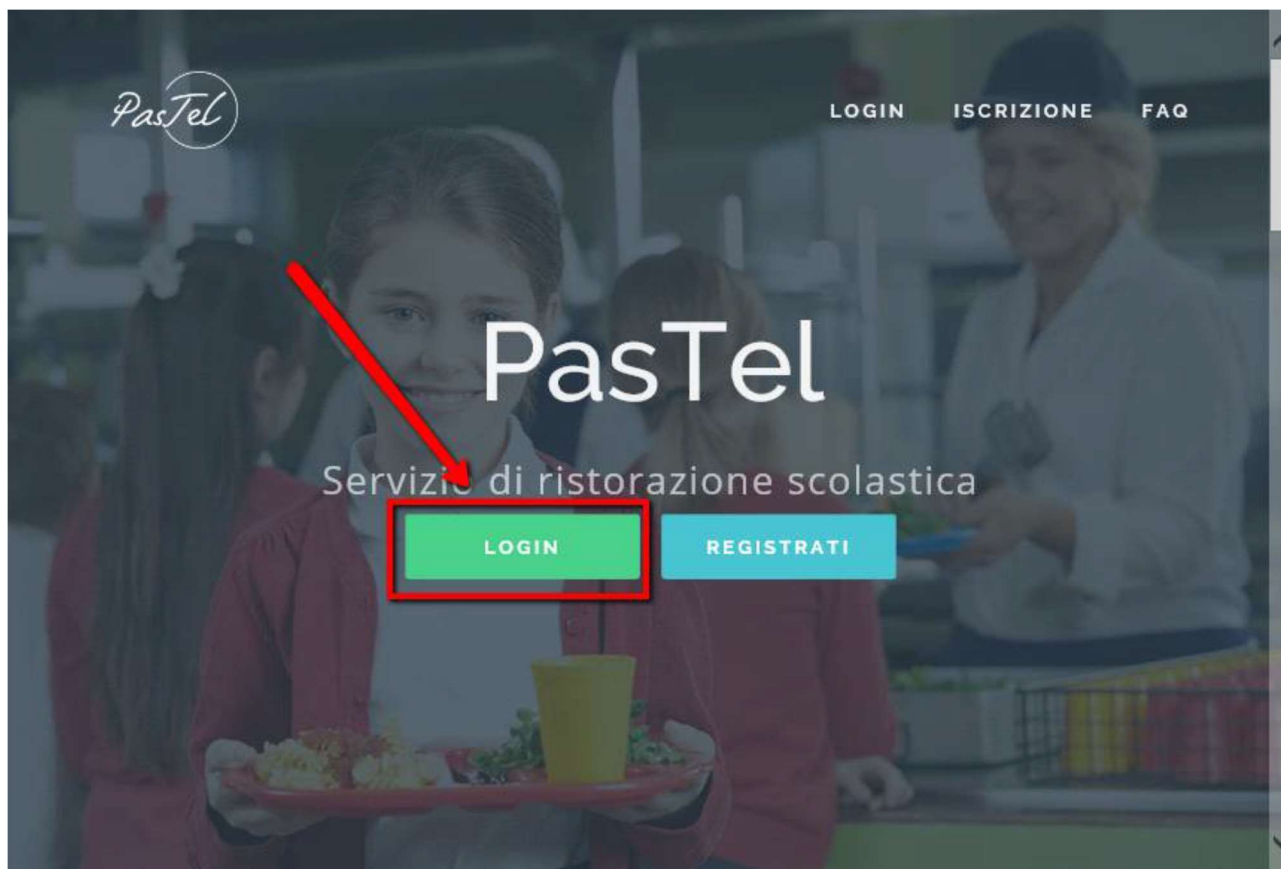 PasTel
LOGIN ISCRIZIONE FAQ
PasTel
Servizio di ristorazione scolastica
LOGIN REGISTRATI